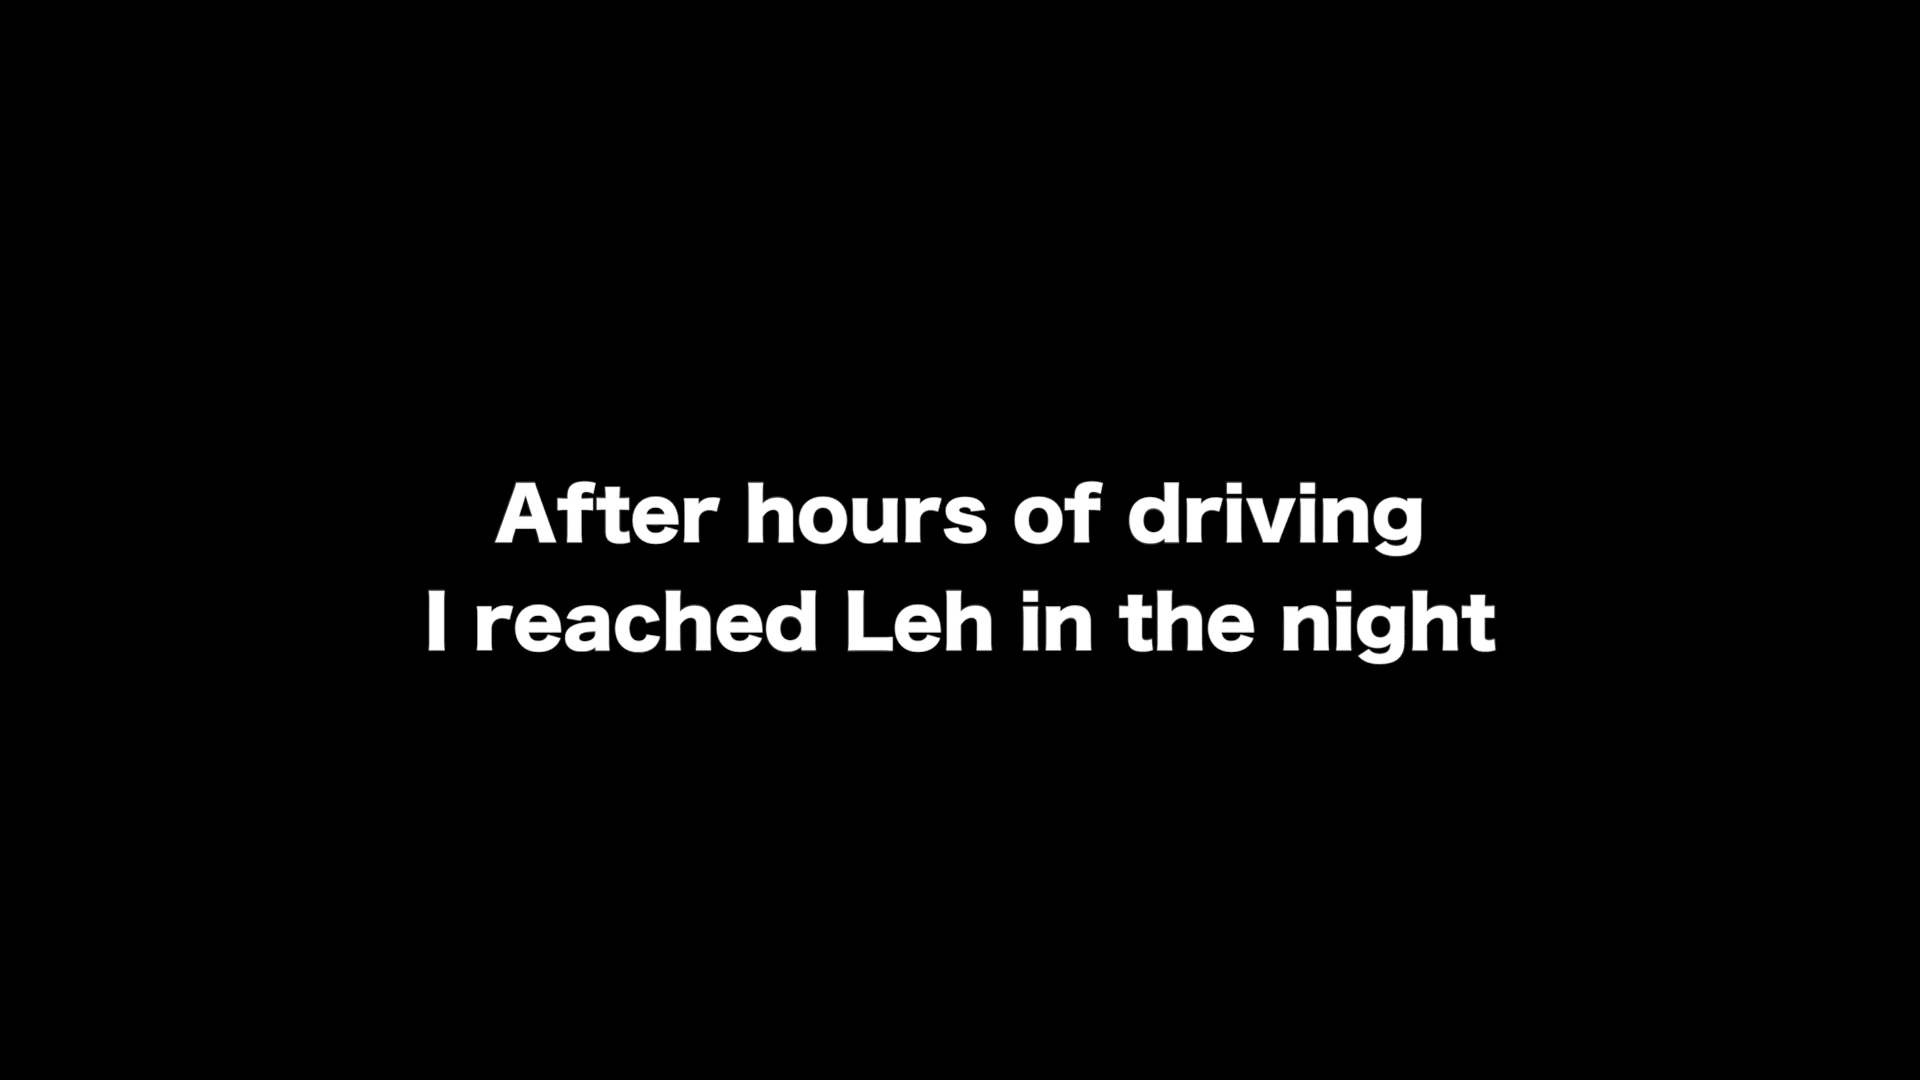 After hours of driving
I reached Leh in the night